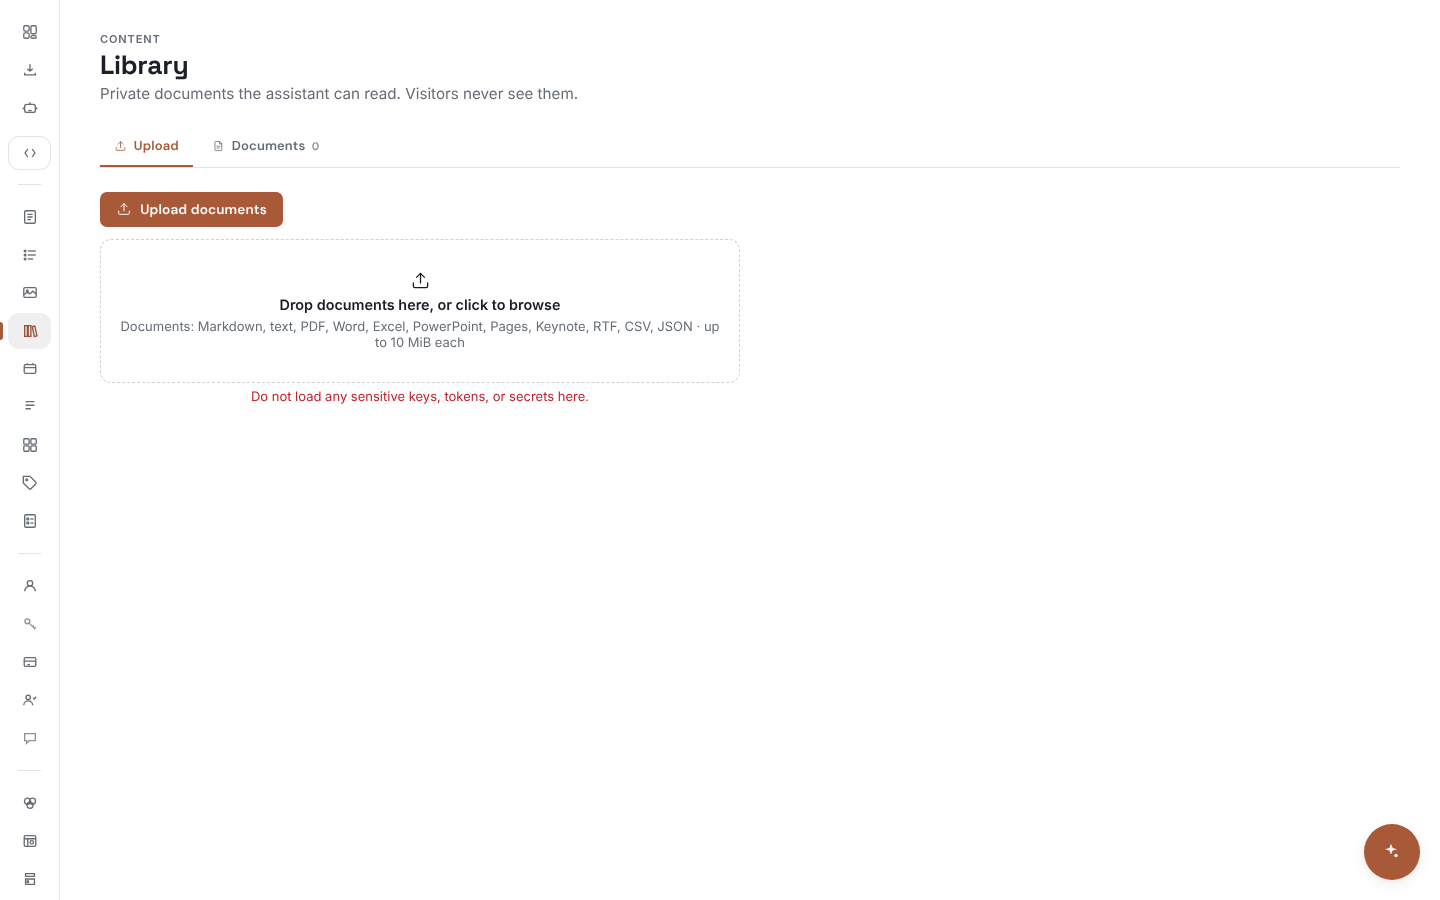 CONTENT
Library
Private documents the assistant can read. Visitors never see them.
Upload
Documents 0
Upload documents
Drop documents here, or click to browse
Documents: Markdown, text, PDF, Word, Excel, PowerPoint, Pages, Keynote, RTF, CSV, JSON · up
to 10 MiB each
Do not load any sensitive keys, tokens, or secrets here.